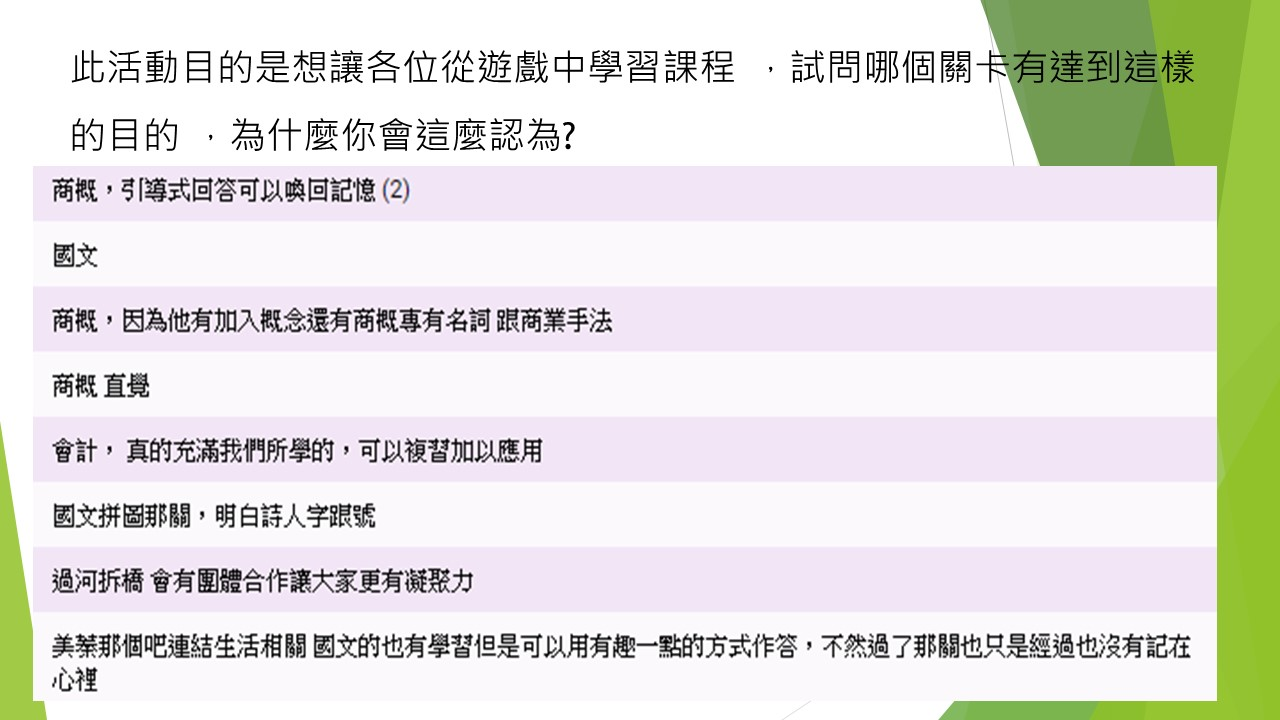 此活動目的是想讓各位從遊戲中學習課程 ，試問哪個關卡有達到這樣
的目的 ，為什麼你會這麼認為?
商概，引導式回答可以喚回記憶 (2)
國文
商概，因為他有加入概念還有商概專有名詞 跟商業手法
商概 直覺
會計， 真的充滿我們所學的，可以複習加以應用
國文拼圖那關，明白詩人字跟號
過河拆橋 會有團體合作讓大家更有凝聚力
美蓁那個吧連結生活相關 國文的也有學習但是可以用有趣一點的方式作答，不然過了那關也只是經過也沒有記在
心裡